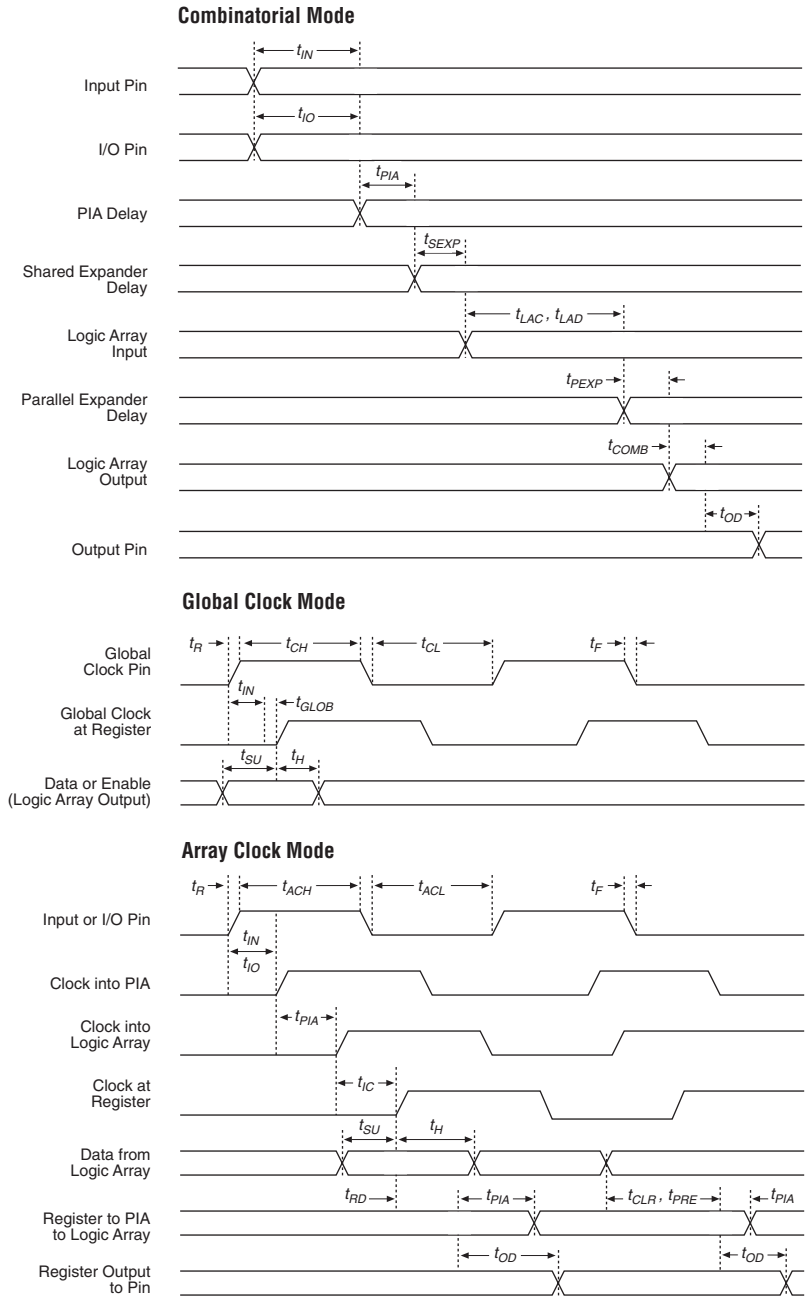 Combinatorial Mode
tIN
Input Pin
tIO
I/O Pin
tPIA
PIA Delay
tSEXP
Shared Expander
Delay
tLAC , tLAD
Logic Array
Input
tPEXP
Parallel Expander
Delay
tCOMB
Logic Array
Output
tOD
Output Pin
Global Clock Mode
tR tCH tCL tF
Global
Clock Pin
tIN tGLOB
Global Clock
at Register
tSU tH
Data or Enable
(Logic Array Output)
Array Clock Mode
tR tACH tACL tF
Input or I/O Pin
tIN
tIO
Clock into PIA
tPIA
Clock into
Logic Array
tIC
Clock at
Register
tSU tH
Data from
Logic Array
tRD tPIA tCLR , tPRE tPIA
Register to PIA
to Logic Array
tOD tOD
Register Output
to Pin